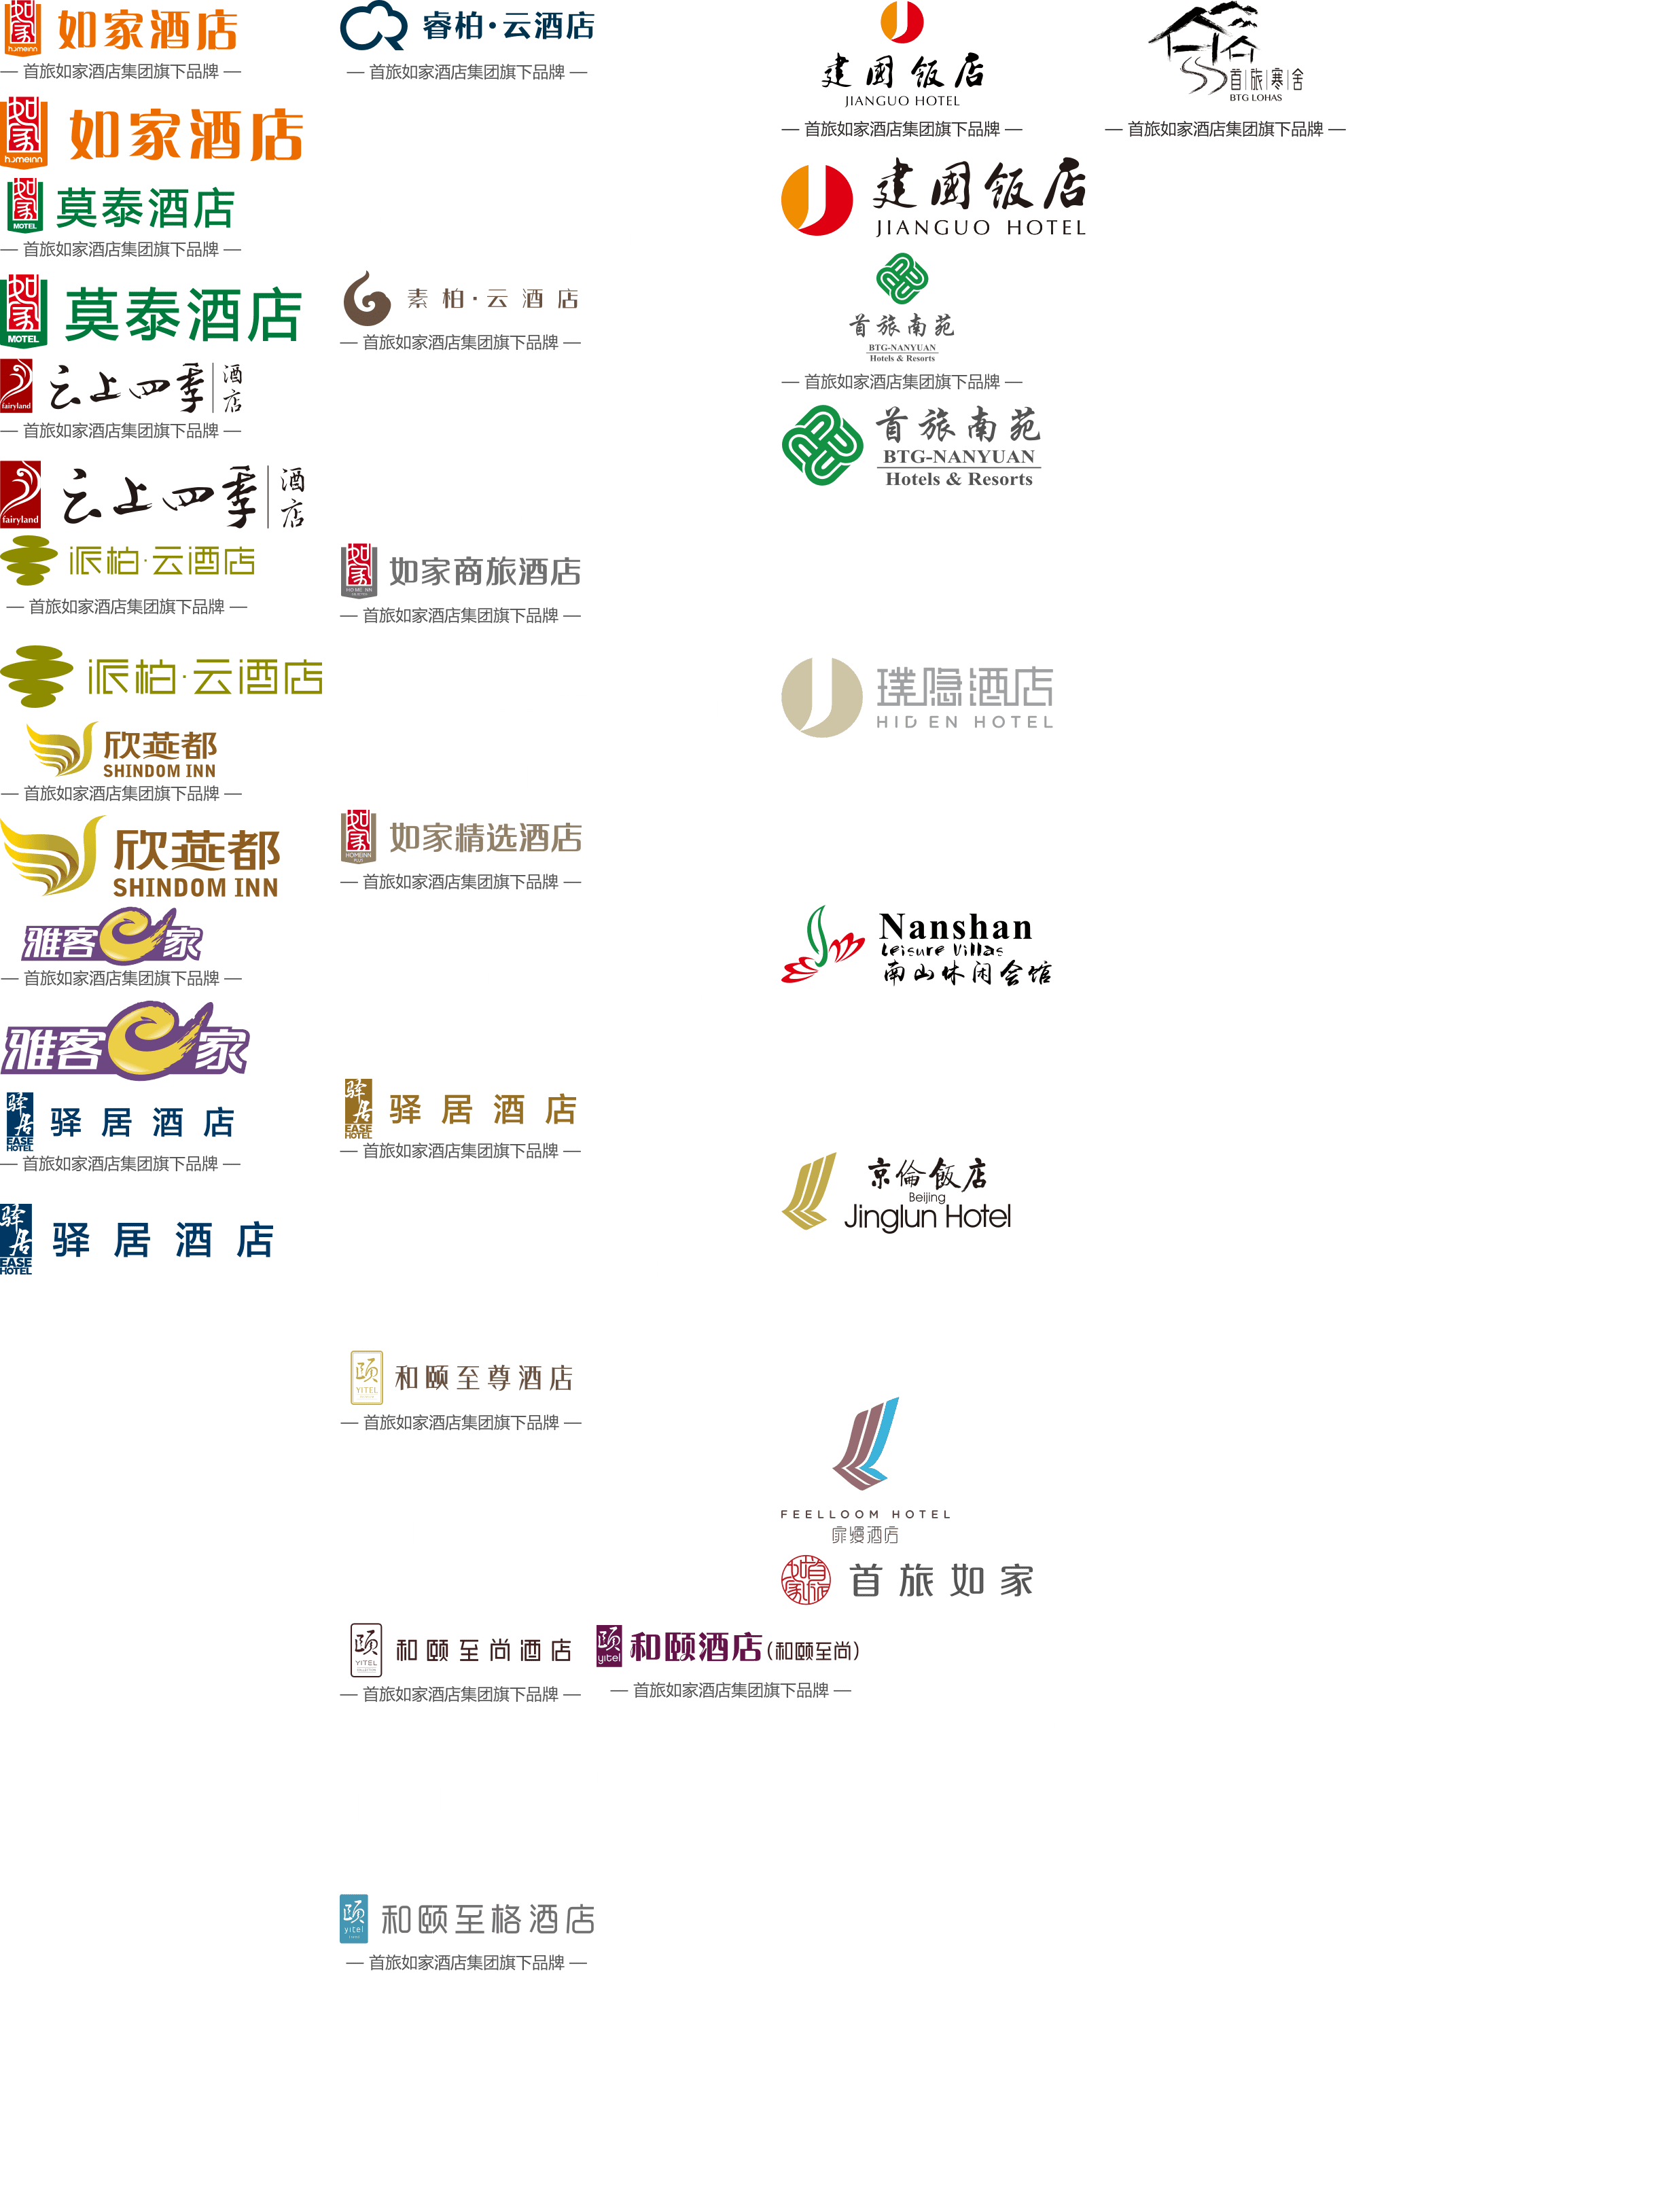 如家
homeinn
如家酒店
— 首旅如家酒店集团旗下品牌 —
如家
homeinn
如家酒店
如家
MOTEL
莫泰酒店
— 首旅如家酒店集团旗下品牌 —
如家
MOTEL
莫泰酒店
fairyland
云上四季 酒店
— 首旅如家酒店集团旗下品牌 —
fairyland
云上四季 酒店
派柏·云酒店
— 首旅如家酒店集团旗下品牌 —
派柏·云酒店
欣燕都
SHINDOM INN
— 首旅如家酒店集团旗下品牌 —
欣燕都
SHINDOM INN
雅客e家
— 首旅如家酒店集团旗下品牌 —
雅客e家
驿居
EASE
HOTEL
驿居酒店
— 首旅如家酒店集团旗下品牌 —
驿居
EASE
HOTEL
驿居酒店
睿柏·云酒店
— 首旅如家酒店集团旗下品牌 —
素柏·云酒店
— 首旅如家酒店集团旗下品牌 —
如家
如家商旅酒店
— 首旅如家酒店集团旗下品牌 —
如家
HOMEINN
PLUS
如家精选酒店
— 首旅如家酒店集团旗下品牌 —
驿居
EASE
HOTEL
驿居酒店
— 首旅如家酒店集团旗下品牌 —
颐
YITEL
和颐至尊酒店
— 首旅如家酒店集团旗下品牌 —
颐
YITEL
和颐至尚酒店
— 首旅如家酒店集团旗下品牌 —
颐
yitel
和颐酒店(和颐至尚)
— 首旅如家酒店集团旗下品牌 —
颐
yitel
和颐至格酒店
— 首旅如家酒店集团旗下品牌 —
建國飯店
JIANGUO HOTEL
— 首旅如家酒店集团旗下品牌 —
建國飯店
JIANGUO HOTEL
首旅南苑
BTG-NANYUAN
Hotels & Resorts
— 首旅如家酒店集团旗下品牌 —
首旅南苑
BTG-NANYUAN
Hotels & Resorts
璞隐酒店
HIDEN HOTEL
Nanshan
Leisure Villas
南山休闲会馆
京倫飯店
Beijing
Jinglun Hotel
FEELLOOM HOTEL
扉缦酒店
首旅如家
首旅如家
首旅寒舍
BTG LOHAS
— 首旅如家酒店集团旗下品牌 —